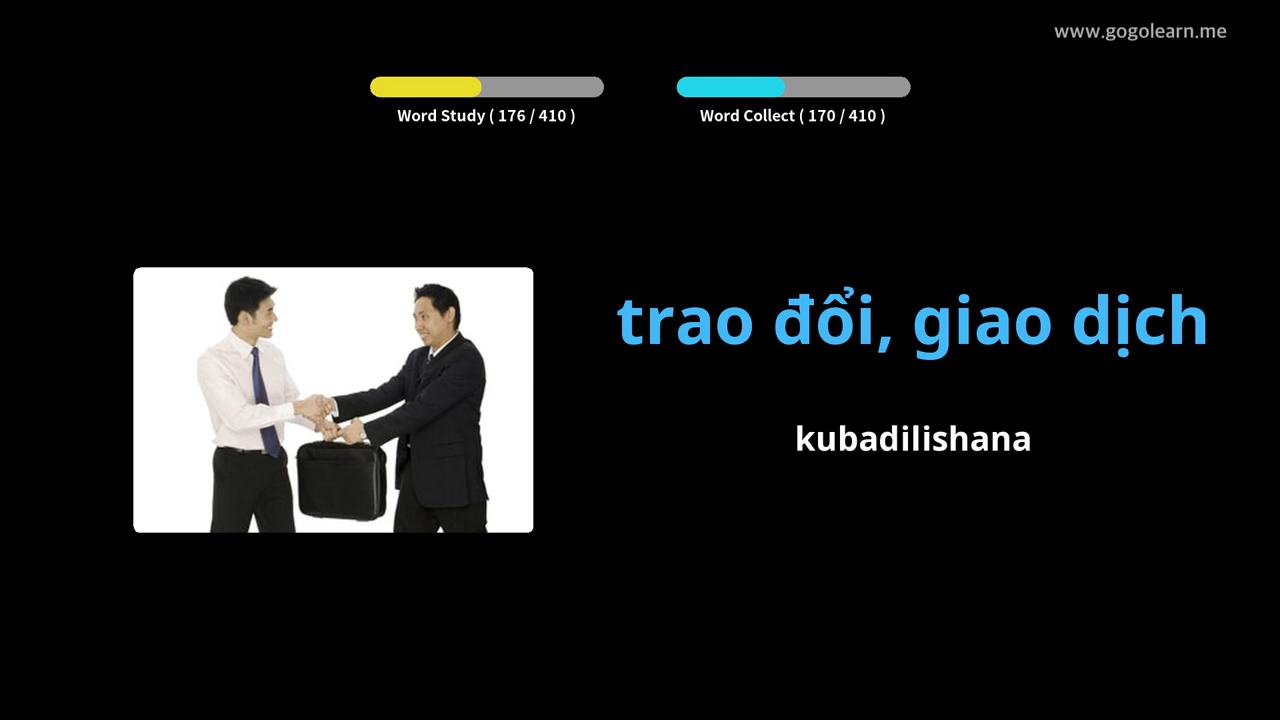 www.gogolearn.me
Word Study ( 176 / 410 )
Word Collect ( 170 / 410 )
trao đổi, giao dịch
kubadilishana